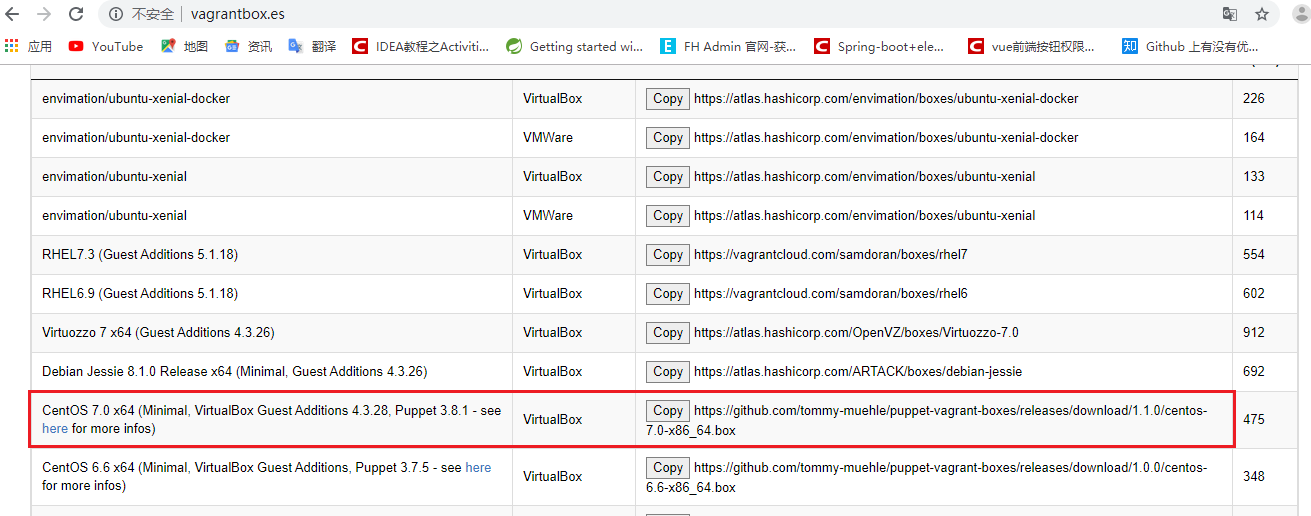 不安全 | vagrantbox.es
应用 YouTube 地图 资讯 翻译 IDEA教程之Activiti... Getting started wi... FH Admin 官网-获... Spring-boot+ele... vue前端按钮权限... Github 上有没有优...
envimation/ubuntu-xenial-docker VirtualBox Copy https://atlas.hashicorp.com/envimation/boxes/ubuntu-xenial-docker 226
envimation/ubuntu-xenial-docker VMWare Copy https://atlas.hashicorp.com/envimation/boxes/ubuntu-xenial-docker 164
envimation/ubuntu-xenial VirtualBox Copy https://atlas.hashicorp.com/envimation/boxes/ubuntu-xenial 133
envimation/ubuntu-xenial VMWare Copy https://atlas.hashicorp.com/envimation/boxes/ubuntu-xenial 114
RHEL7.3 (Guest Additions 5.1.18) VirtualBox Copy https://vagrantcloud.com/samdoran/boxes/rhel7 554
RHEL6.9 (Guest Additions 5.1.18) VirtualBox Copy https://vagrantcloud.com/samdoran/boxes/rhel6 602
Virtuozzo 7 x64 (Guest Additions 4.3.26) VirtualBox Copy https://atlas.hashicorp.com/OpenVZ/boxes/Virtuozzo-7.0 912
Debian Jessie 8.1.0 Release x64 (Minimal, Guest Additions 4.3.26) VirtualBox Copy https://atlas.hashicorp.com/ARTACK/boxes/debian-jessie 692
CentOS 7.0 x64 (Minimal, VirtualBox Guest Additions 4.3.28, Puppet 3.8.1 - see
here for more infos)
VirtualBox
Copy https://github.com/tommy-muehle/puppet-vagrant-boxes/releases/download/1.1.0/centos-
7.0-x86_64.box
475
CentOS 6.6 x64 (Minimal, VirtualBox Guest Additions, Puppet 3.7.5 - see here
for more infos)
VirtualBox
Copy https://github.com/tommy-muehle/puppet-vagrant-boxes/releases/download/1.0.0/centos-
6.6-x86_64.box
348